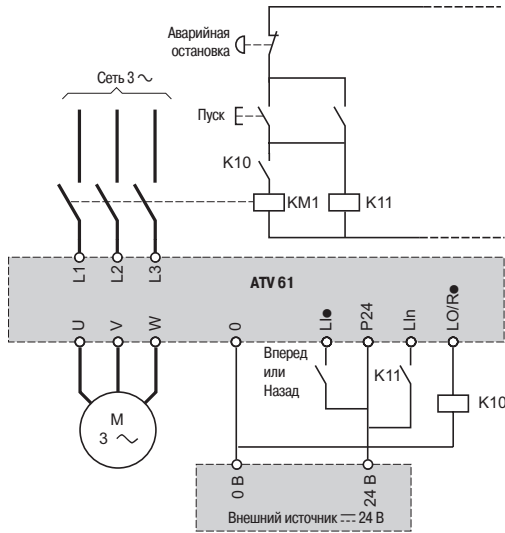 Аварийная
остановка
Сеть 3 ~
Пуск
K10
KM1
K11
L1
L2
L3
ATV 61
U
V
W
0
LI●
P24
LIn
LO/R●
Вперед
или
Назад
K11
K10
M
3 ~
0 В
24 В
Внешний источник ⎓ 24 В